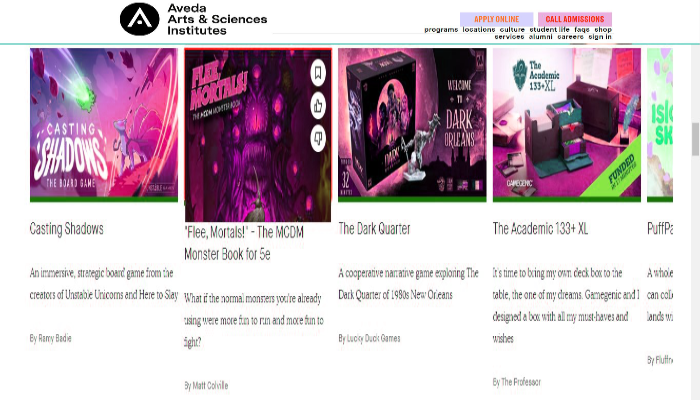 Aveda
Arts & Sciences
Institutes
APPLY ONLINE
CALL ADMISSIONS
programs locations culture student life faqs shop
services alumni careers sign in
CASTING
SHADOWS
THE BOARD GAME
FLEE,
MORTALS!
THE MCDM MONSTER BOOK
WELCOME
TO
DARK
ORLEANS
DARK
32
The
Academic
133+XL
GAMEGENIC
FUNDED
Casting Shadows
An immersive, strategic board game from the
creators of Unstable Unicorns and Here to Slay
By Ramy Badie
"Flee, Mortals!" - The MCDM
Monster Book for 5e
What if the normal monsters you're already
using were more fun to run and more fun to
fight?
By Matt Colville
The Dark Quarter
A cooperative narrative game exploring The
Dark Quarter of 1980s New Orleans
By Lucky Duck Games
The Academic 133+ XL
It's time to bring my own deck box to the
table, the one of my dreams. Gamegenic and I
designed a box with all my must-haves and
wishes
By The Professor
PuffPa
A whole
can coll
lands wi
By Fluffn